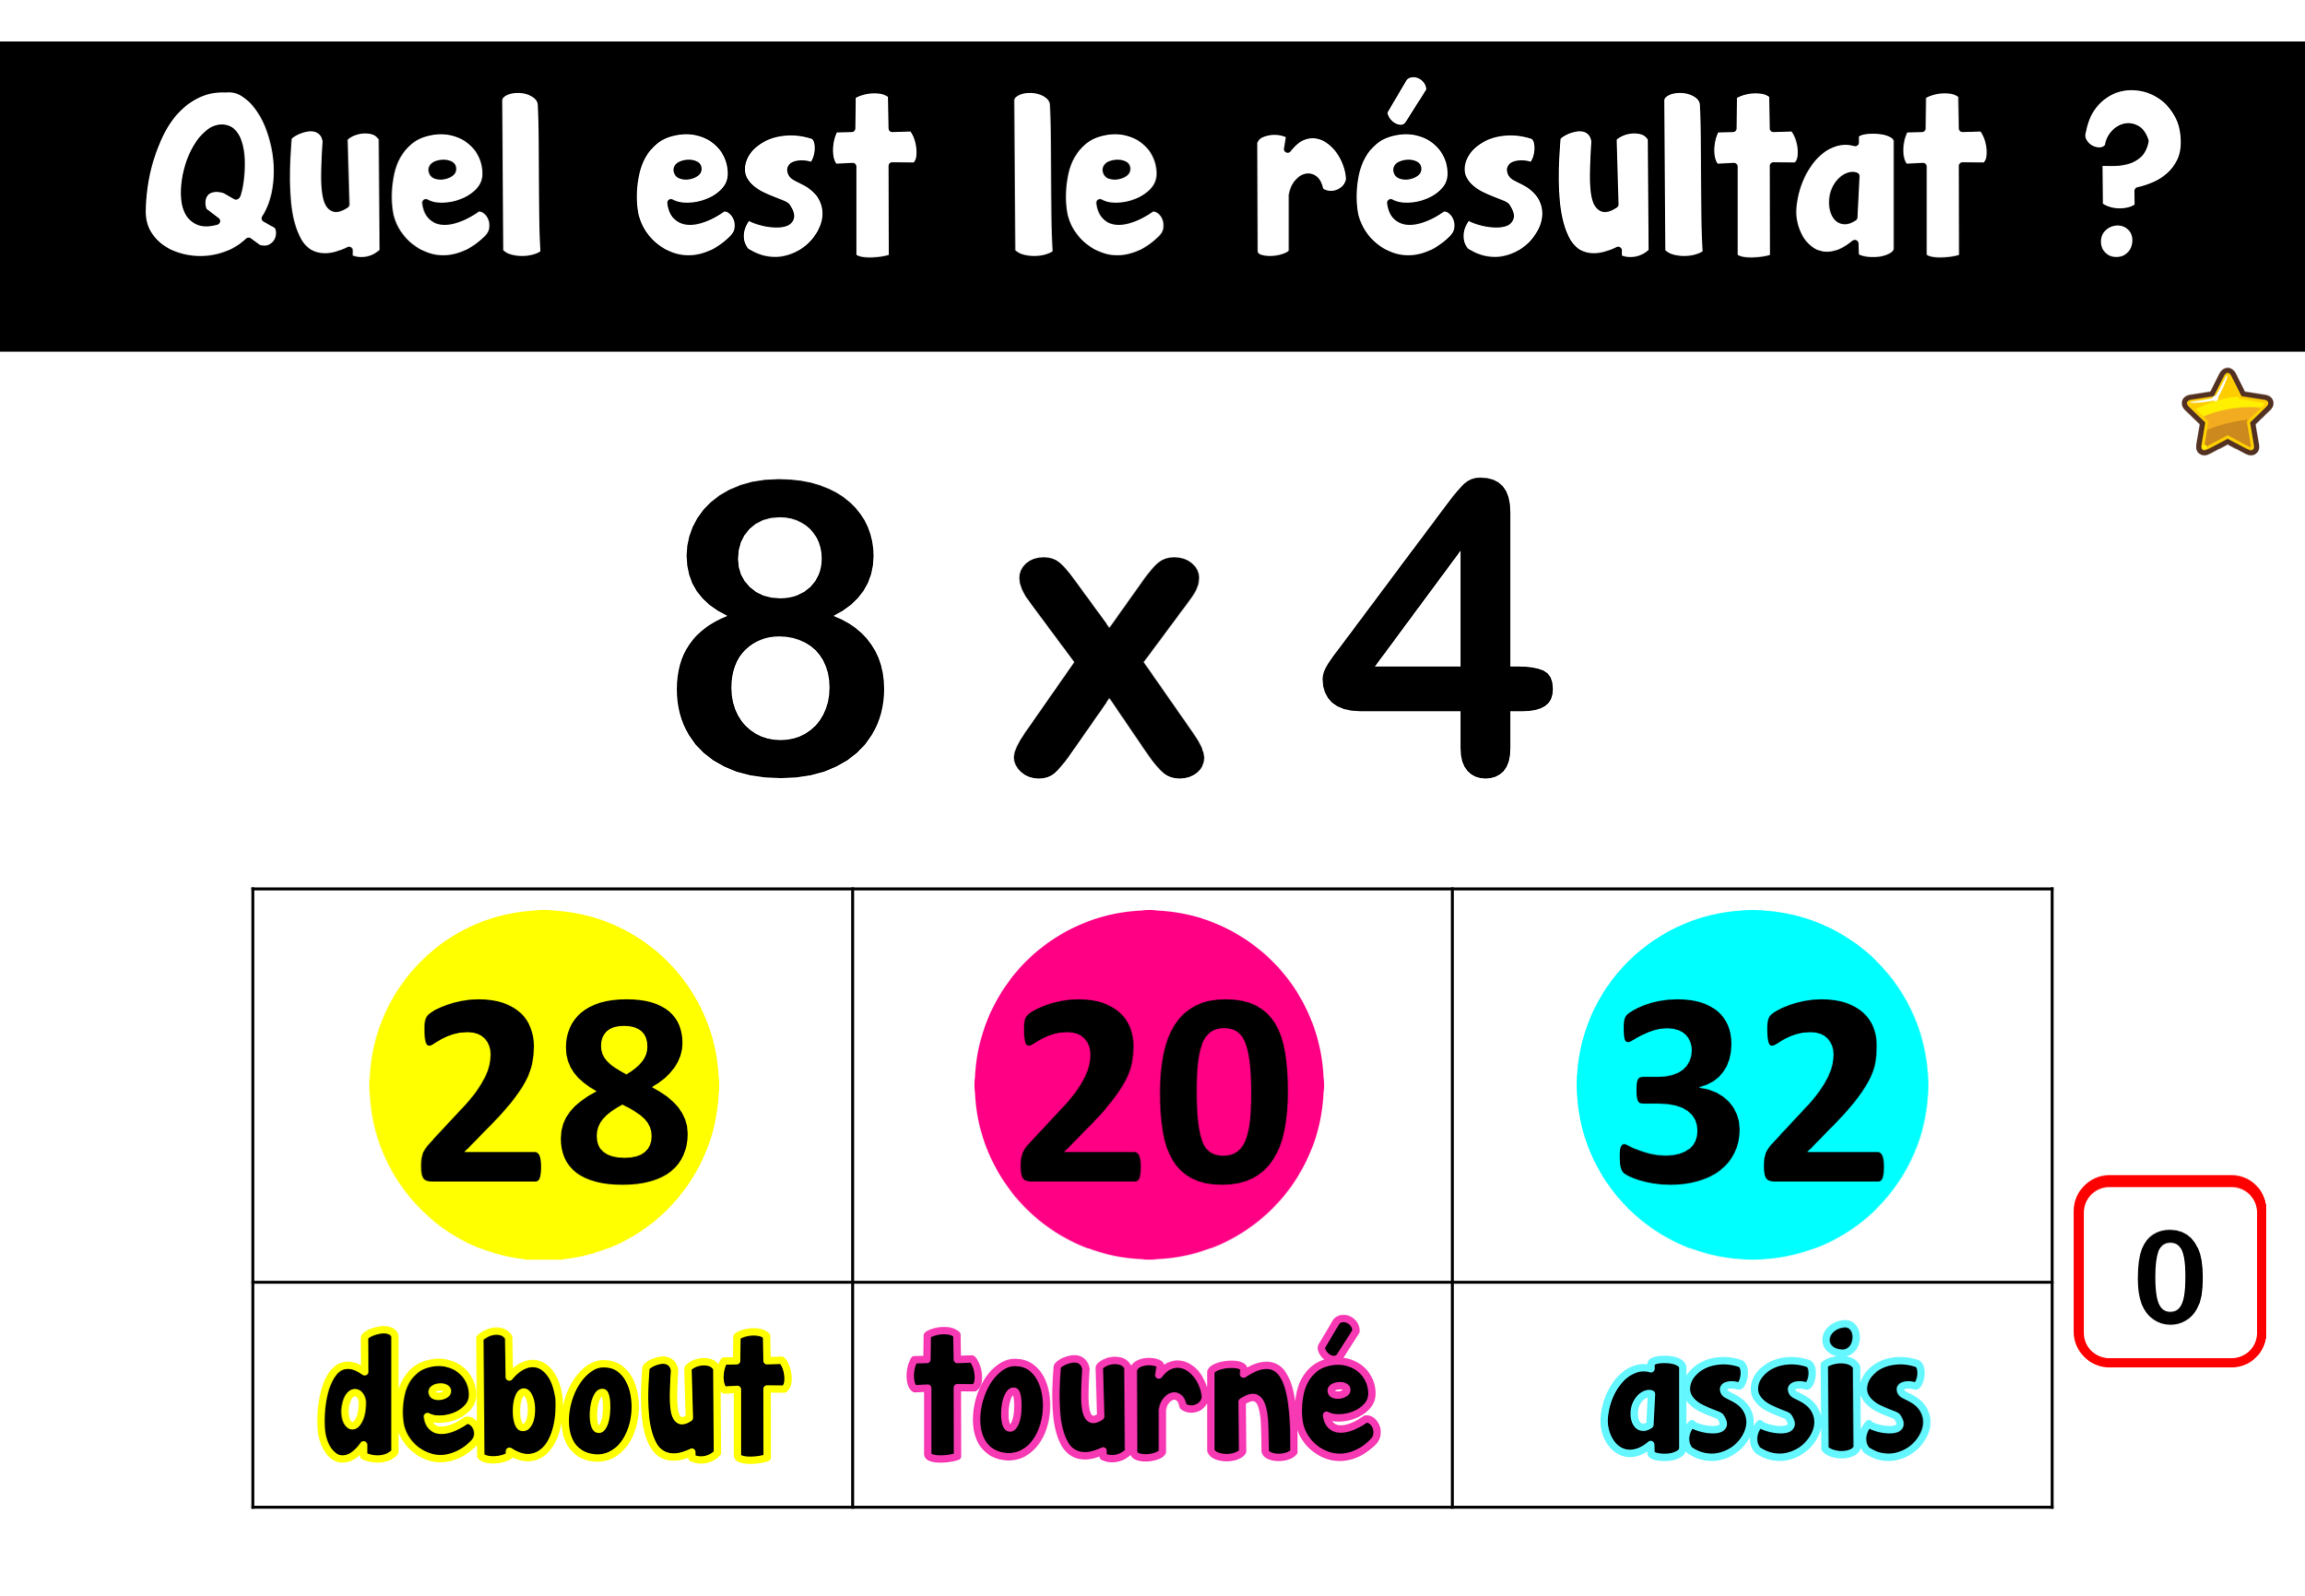 Quel est le résultat ?
8 x 4
28 20 32
0
debout tourné assis